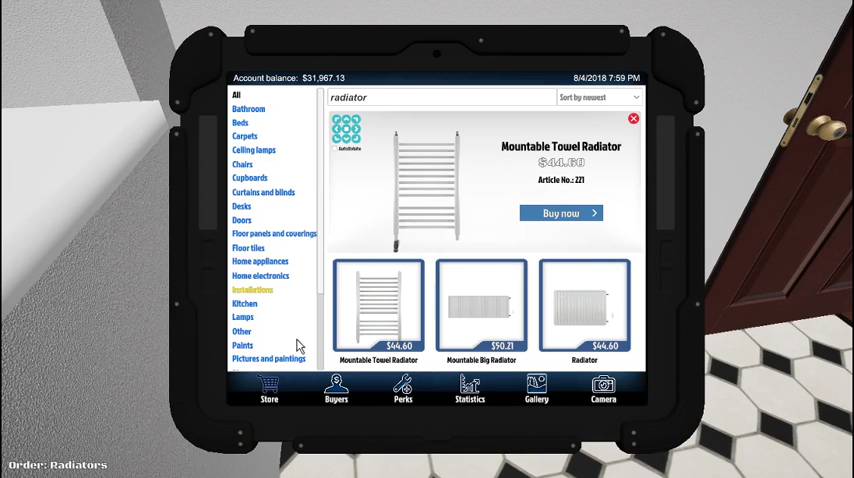 Account balance: $31,967.13
8/4/2018 7:59 PM
All
Bathroom
Beds
Carpets
Ceiling lamps
Chairs
Cupboards
Curtains and blinds
Desks
Doors
Floor panels and coverings
Floor tiles
Home appliances
Home electronics
Installations
Kitchen
Lamps
Other
Paints
Pictures and paintings
radiator
Sort by newest
AutoRotate
Mountable Towel Radiator
$44.60
Article No.: 221
Buy now
$44.60
Mountable Towel Radiator
$50.21
Mountable Big Radiator
$44.60
Radiator
Store
Buyers
Perks
Statistics
Gallery
Camera
Order: Radiators